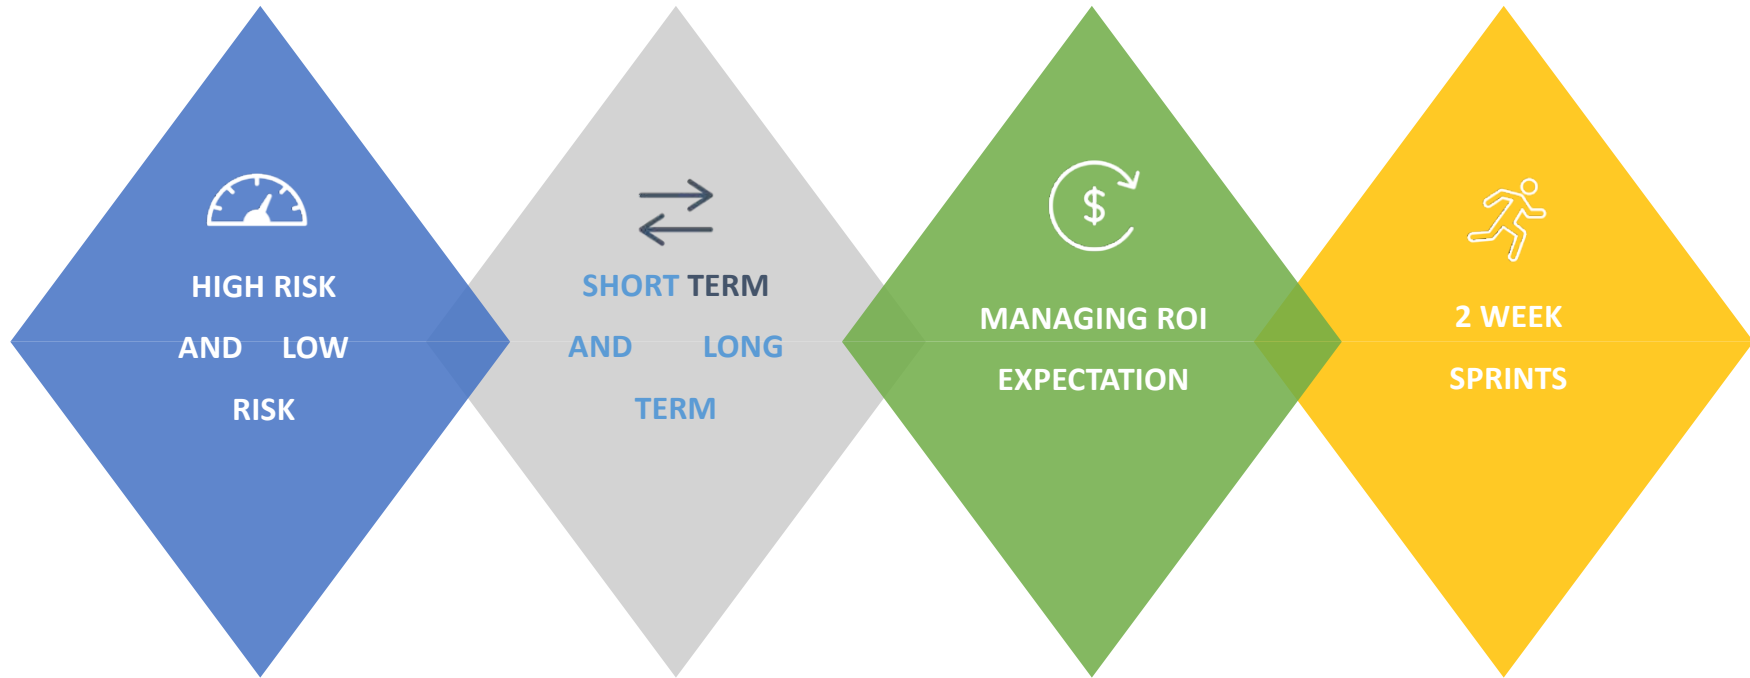 HIGH RISK
AND LOW
RISK
SHORT TERM
AND LONG
TERM
$
MANAGING ROI
EXPECTATION
2 WEEK
SPRINTS